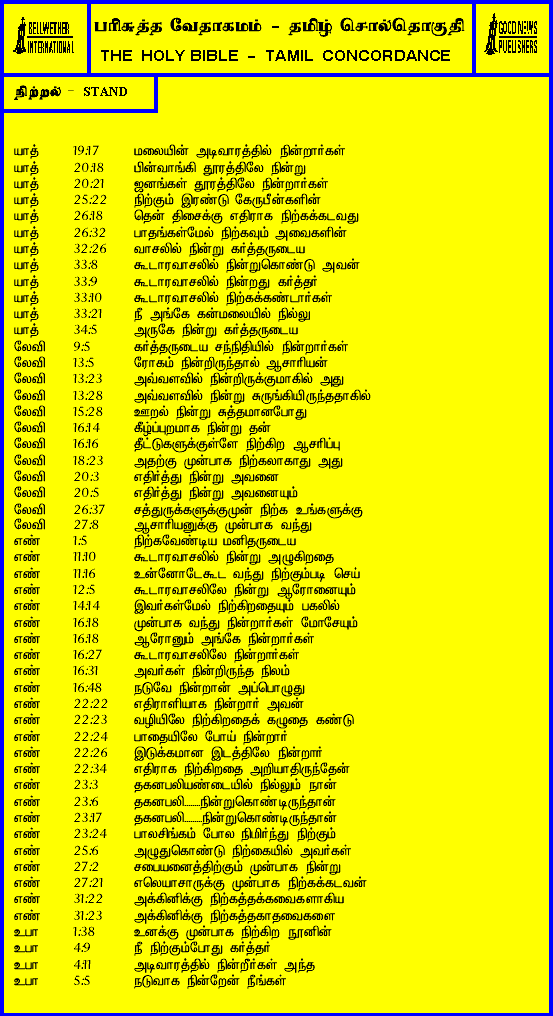 BELLWETHER
INTERNATIONAL
பரிசுத்த வேதாகமம் - தமிழ் சொல்தொகுதி
THE HOLY BIBLE - TAMIL CONCORDANCE
GOOD NEWS
PUBLISHERS
நிற்றல் - STAND
யாத் 19:17 மலையின் அடிவாரத்தில் நின்றார்கள்
யாத் 20:18 பின்வாங்கி தூரத்திலே நின்று
யாத் 20:21 ஜனங்கள் தூரத்திலே நின்றார்கள்
யாத் 25:22 நிற்கும் இரண்டு கேருபீன்களின்
யாத் 26:18 தென் திசைக்கு எதிராக நிற்கக்கடவது
யாத் 26:32 பாதங்கள்மேல் நிற்கவும் அவைகளின்
யாத் 32:26 வாசலில் நின்று கர்த்தருடைய
யாத் 33:8 கூடாரவாசலில் நின்றுகொண்டு அவன்
யாத் 33:9 கூடாரவாசலில் நின்றது கர்த்தர்
யாத் 33:10 கூடாரவாசலில் நிற்கக்கண்டார்கள்
யாத் 33:21 நீ அங்கே கன்மலையில் நில்லு
யாத் 34:5 அருகே நின்று கர்த்தருடைய
லேவி 9:5 கர்த்தருடைய சந்நிதியில் நின்றார்கள்
லேவி 13:5 ரோகம் நின்றிருந்தால் ஆசாரியன்
லேவி 13:23 அவ்வளவில் நின்றிருக்குமாகில் அது
லேவி 13:28 அவ்வளவில் நின்று சுருங்கியிருந்ததாகில்
லேவி 15:28 ஊறல் நின்று சுத்தமானபோது
லேவி 16:14 கீழ்ப்புறமாக நின்று தன்
லேவி 16:16 தீட்டுகளுக்குள்ளே நிற்கிற ஆசரிப்பு
லேவி 18:23 அதற்கு முன்பாக நிற்கலாகாது அது
லேவி 20:3 எதிர்த்து நின்று அவனை
லேவி 20:5 எதிர்த்து நின்று அவனையும்
லேவி 26:37 சத்துருக்களுக்குமுன் நிற்க உங்களுக்கு
லேவி 27:8 ஆசாரியனுக்கு முன்பாக வந்து
எண் 1:5 நிற்கவேண்டிய மனிதருடைய
எண் 11:10 கூடாரவாசலில் நின்று அழுகிறதை
எண் 11:16 உன்னோடேகூட வந்து நிற்கும்படி செய்
எண் 12:5 கூடாரவாசலிலே நின்று ஆரோனையும்
எண் 14:14 இவர்கள்மேல் நிற்கிறதையும் பகலில்
எண் 16:18 முன்பாக வந்து நின்றார்கள் மோசேயும்
எண் 16:18 ஆரோனும் அங்கே நின்றார்கள்
எண் 16:27 கூடாரவாசலிலே நின்றார்கள்
எண் 16:31 அவர்கள் நின்றிருந்த நிலம்
எண் 16:48 நடுவே நின்றான் அப்பொழுது
எண் 22:22 எதிராளியாக நின்றார் அவன்
எண் 22:23 வழியிலே நிற்கிறதைக் கழுதை கண்டு
எண் 22:24 பாதையிலே போய் நின்றார்
எண் 22:26 இடுக்கமான இடத்திலே நின்றார்
எண் 22:34 எதிராக நிற்கிறதை அறியாதிருந்தேன்
எண் 23:3 தகனபலியண்டையில் நில்லும் நான்
எண் 23:6 தகனபலி........நின்றுகொண்டிருந்தான்
எண் 23:17 தகனபலி........நின்றுகொண்டிருந்தான்
எண் 23:24 பாலசிங்கம் போல நிமிர்ந்து நிற்கும்
எண் 25:6 அழுதுகொண்டு நிற்கையில் அவர்கள்
எண் 27:2 சபையனைத்திற்கும் முன்பாக நின்று
எண் 27:21 எலெயாசாருக்கு முன்பாக நிற்கக்கடவன்
எண் 31:22 அக்கினிக்கு நிற்கத்தக்கவைகளாகிய
எண் 31:23 அக்கினிக்கு நிற்கத்தகாதவைகளை
உபா 1:38 உனக்கு முன்பாக நிற்கிற நூனின்
உபா 4:9 நீ நிற்கும்போது கர்த்தர்
உபா 4:11 அடிவாரத்தில் நின்றீர்கள் அந்த
உபா 5:5 நடுவாக நின்றேன் நீங்கள்